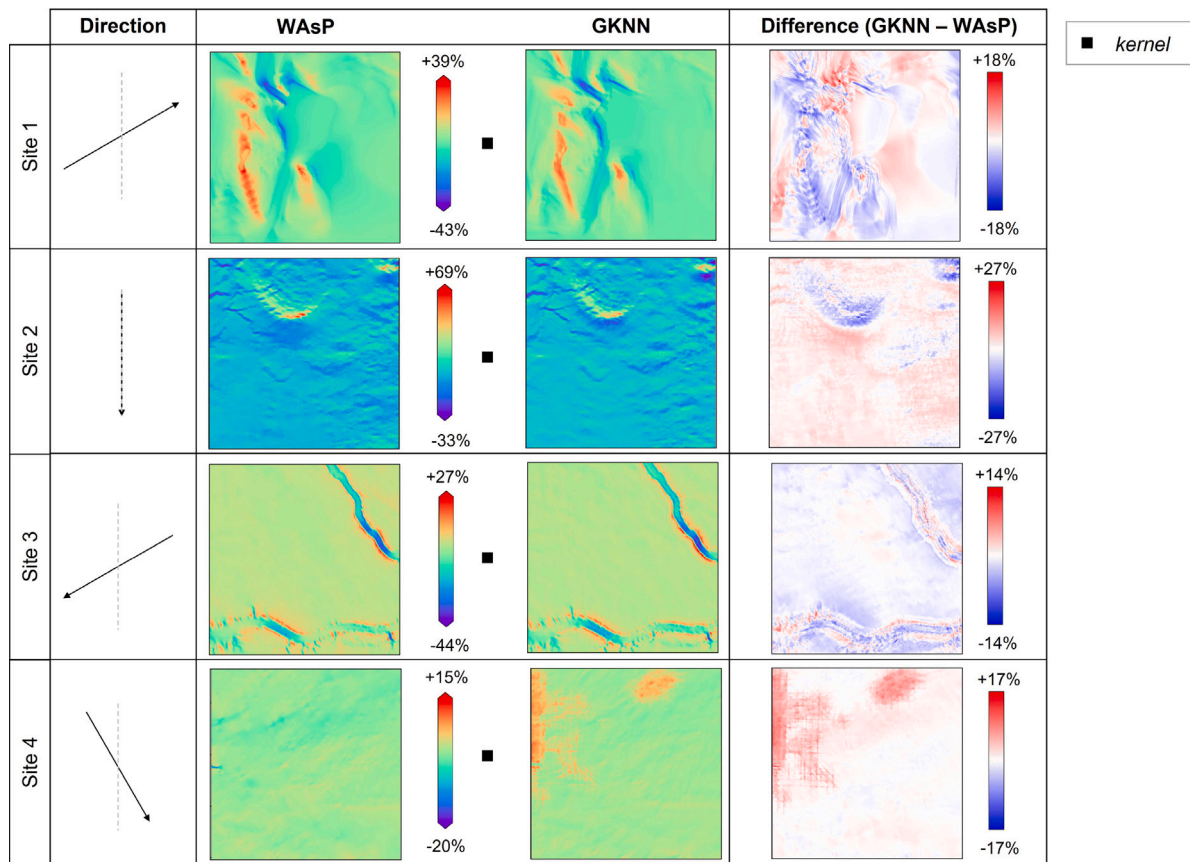 Direction
WAsP
GKNN
Difference (GKNN – WAsP)
kernel
Site 1
+39%
-43%
+18%
-18%
Site 2
+69%
-33%
+27%
-27%
Site 3
+27%
-44%
+14%
-14%
Site 4
+15%
-20%
+17%
-17%